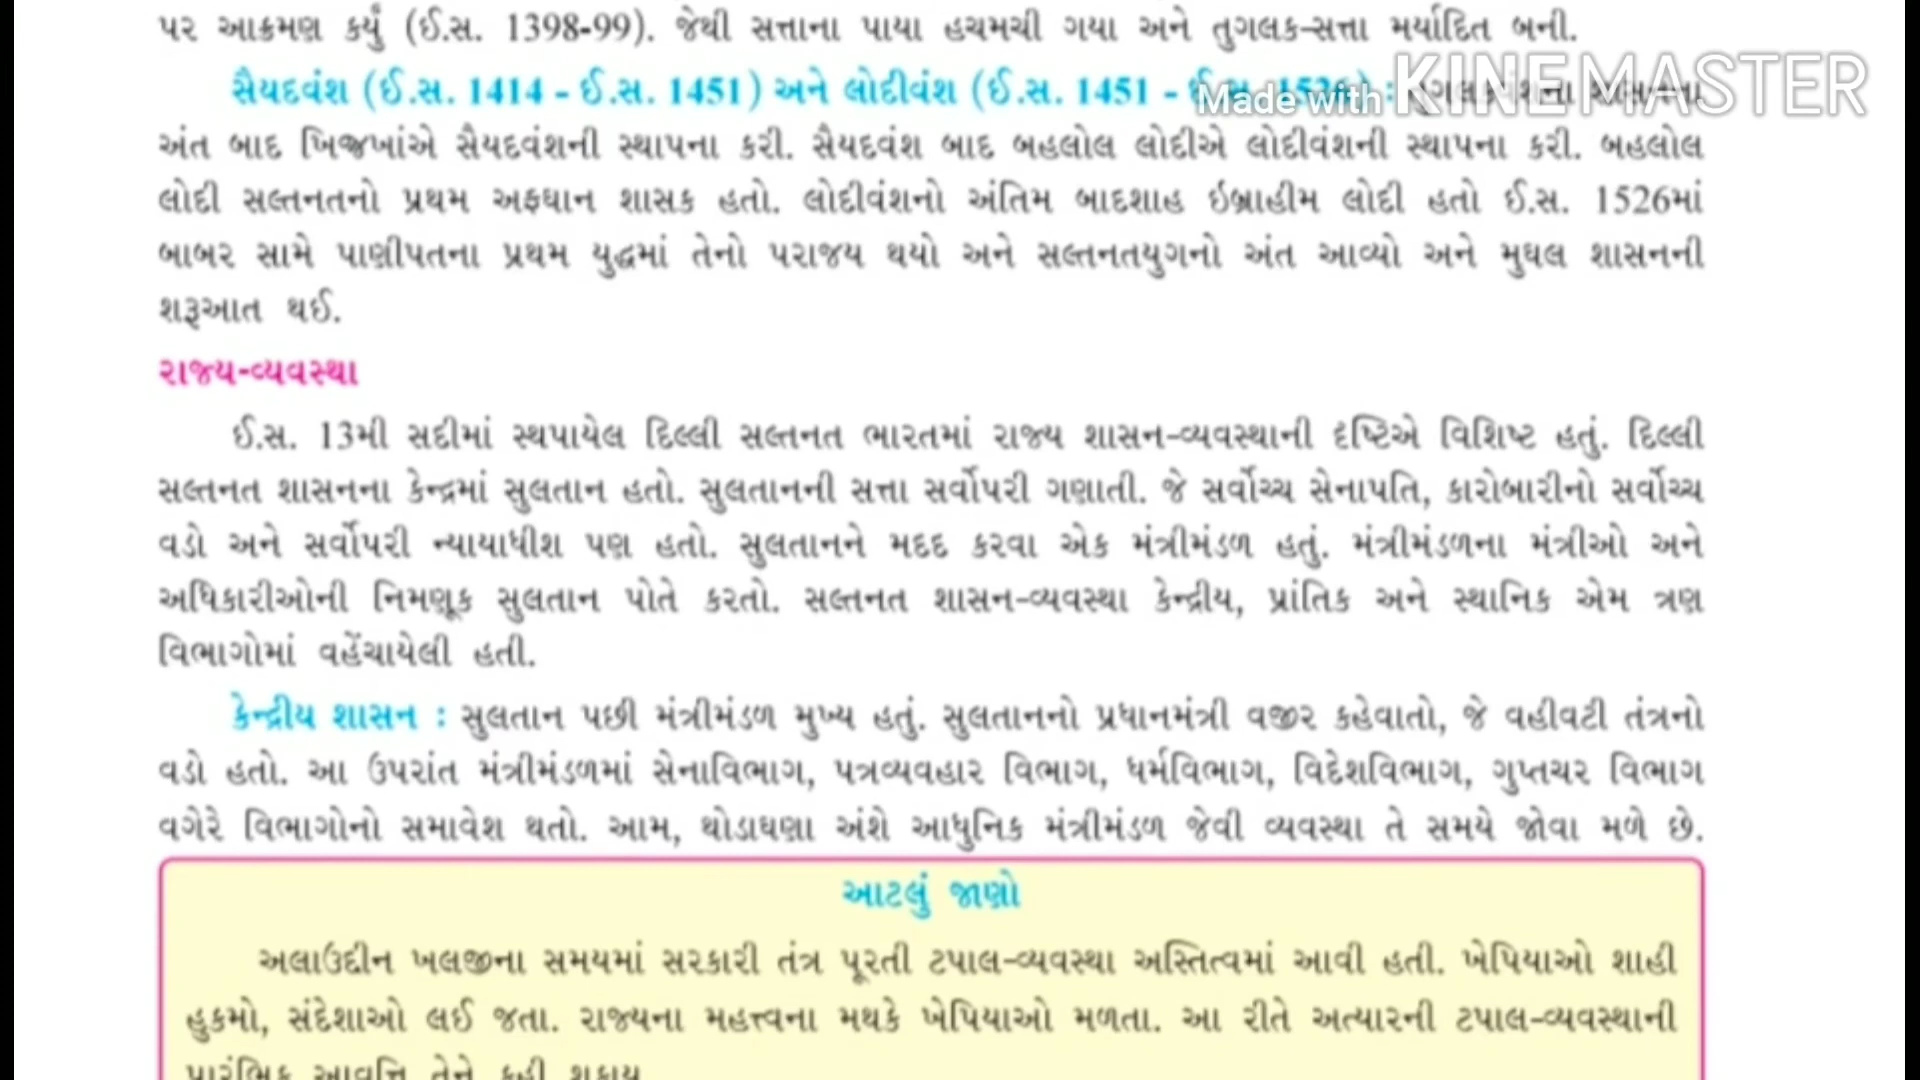 પર આક્રમણ કર્યું (ઈ.સ. 1398-99). જેથી સત્તાના પાયા હચમચી ગયા અને તુગલક-સત્તા મર્યાદિત બની.
સૈયદવંશ (ઈ.સ. 1414 - ઈ.સ. 1451) અને લોદીવંશ (ઈ.સ. 1451 - ઈ.સ. 1526) :
Made with KINEMASTER
અંત બાદ ખિજ્રખાંએ સૈયદવંશની સ્થાપના કરી. સૈયદવંશ બાદ બહલોલ લોદીએ લોદીવંશની સ્થાપના કરી. બહલોલ
લોદી સલ્તનતનો પ્રથમ અફઘાન શાસક હતો. લોદીવંશનો અંતિમ બાદશાહ ઇબ્રાહીમ લોદી હતો ઈ.સ. 1526માં
બાબર સામે પાણીપતના પ્રથમ યુદ્ધમાં તેનો પરાજય થયો અને સલ્તનતયુગનો અંત આવ્યો અને મુઘલ શાસનની
શરૂઆત થઈ.
રાજ્ય-વ્યવસ્થા
ઈ.સ. 13મી સદીમાં સ્થપાયેલ દિલ્લી સલ્તનત ભારતમાં રાજ્ય શાસન-વ્યવસ્થાની દૃષ્ટિએ વિશિષ્ટ હતું. દિલ્લી
સલ્તનત શાસનના કેન્દ્રમાં સુલતાન હતો. સુલતાનની સત્તા સર્વોપરી ગણાતી. જે સર્વોચ્ચ સેનાપતિ, કારોબારીનો સર્વોચ્ચ
વડો અને સર્વોપરી ન્યાયાધીશ પણ હતો. સુલતાનને મદદ કરવા એક મંત્રીમંડળ હતું. મંત્રીમંડળના મંત્રીઓ અને
અધિકારીઓની નિમણૂક સુલતાન પોતે કરતો. સલ્તનત શાસન-વ્યવસ્થા કેન્દ્રીય, પ્રાંતિક અને સ્થાનિક એમ ત્રણ
વિભાગોમાં વહેંચાયેલી હતી.
કેન્દ્રીય શાસન : સુલતાન પછી મંત્રીમંડળ મુખ્ય હતું. સુલતાનનો પ્રધાનમંત્રી વજીર કહેવાતો, જે વહીવટી તંત્રનો
વડો હતો. આ ઉપરાંત મંત્રીમંડળમાં સેનાવિભાગ, પત્રવ્યવહાર વિભાગ, ધર્મવિભાગ, વિદેશવિભાગ, ગુપ્તચર વિભાગ
વગેરે વિભાગોનો સમાવેશ થતો. આમ, થોડાઘણા અંશે આધુનિક મંત્રીમંડળ જેવી વ્યવસ્થા તે સમયે જોવા મળે છે.
આટલું જાણો
અલાઉદ્દીન ખલજીના સમયમાં સરકારી તંત્ર પૂરતી ટપાલ-વ્યવસ્થા અસ્તિત્વમાં આવી હતી. ખેપિયાઓ શાહી
હુકમો, સંદેશાઓ લઈ જતા. રાજ્યના મહત્ત્વના મથકે ખેપિયાઓ મળતા. આ રીતે અત્યારની ટપાલ-વ્યવસ્થાની
પ્રારંભિક આવૃત્તિ તેને કહી શકાય.